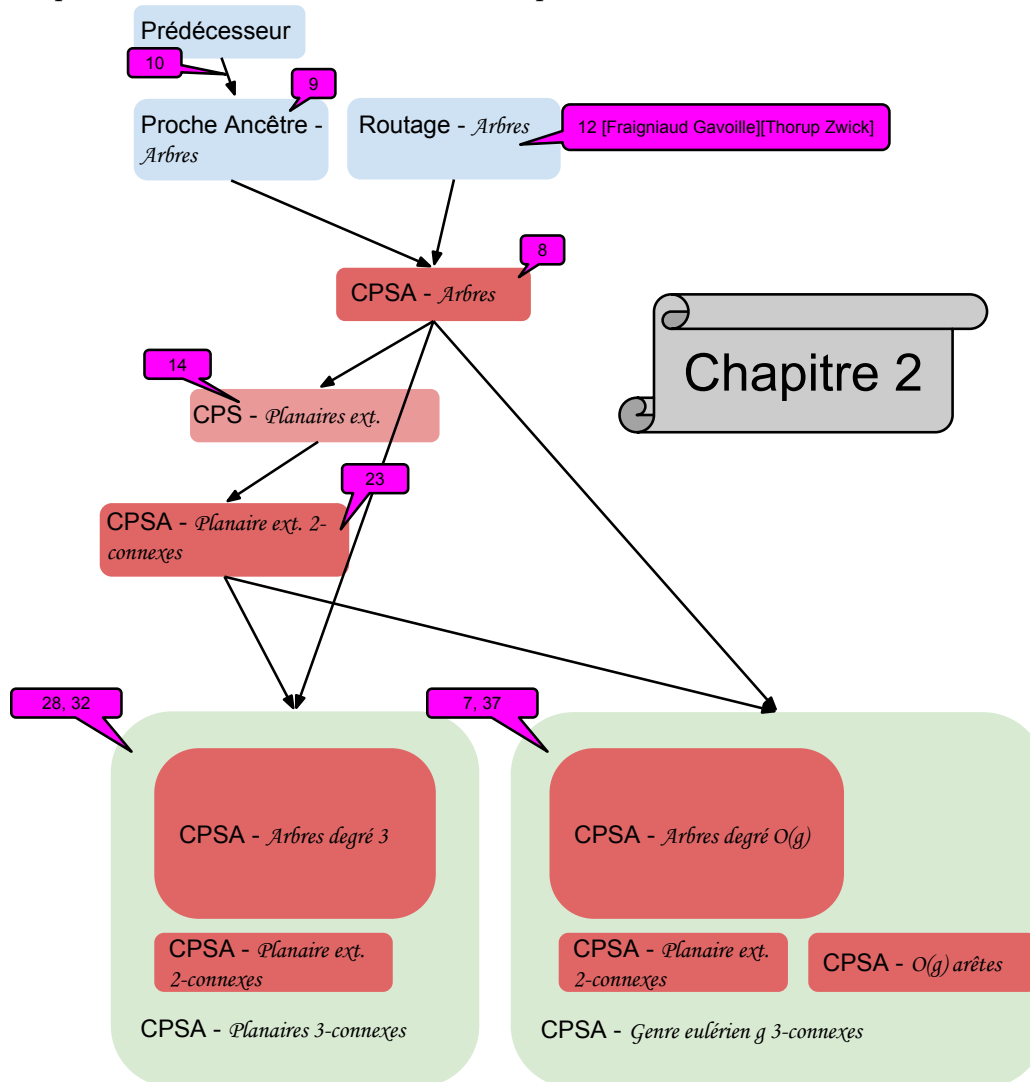 Prédécesseur
10
9
Proche Ancêtre -
Arbres
Routage - Arbres
12 [Fraigniaud Gavoille][Thorup Zwick]
8
CPSA - Arbres
Chapitre 2
14
CPS - Planaires ext.
23
CPSA - Planaire ext. 2-
connexes
28, 32
7, 37
CPSA - Arbres degré 3
CPSA - Arbres degré O(g)
CPSA - Planaire ext.
2-connexes
CPSA - Planaire ext.
2-connexes
CPSA - O(g) arêtes
CPSA - Planaires 3-connexes
CPSA - Genre eulérien g 3-connexes